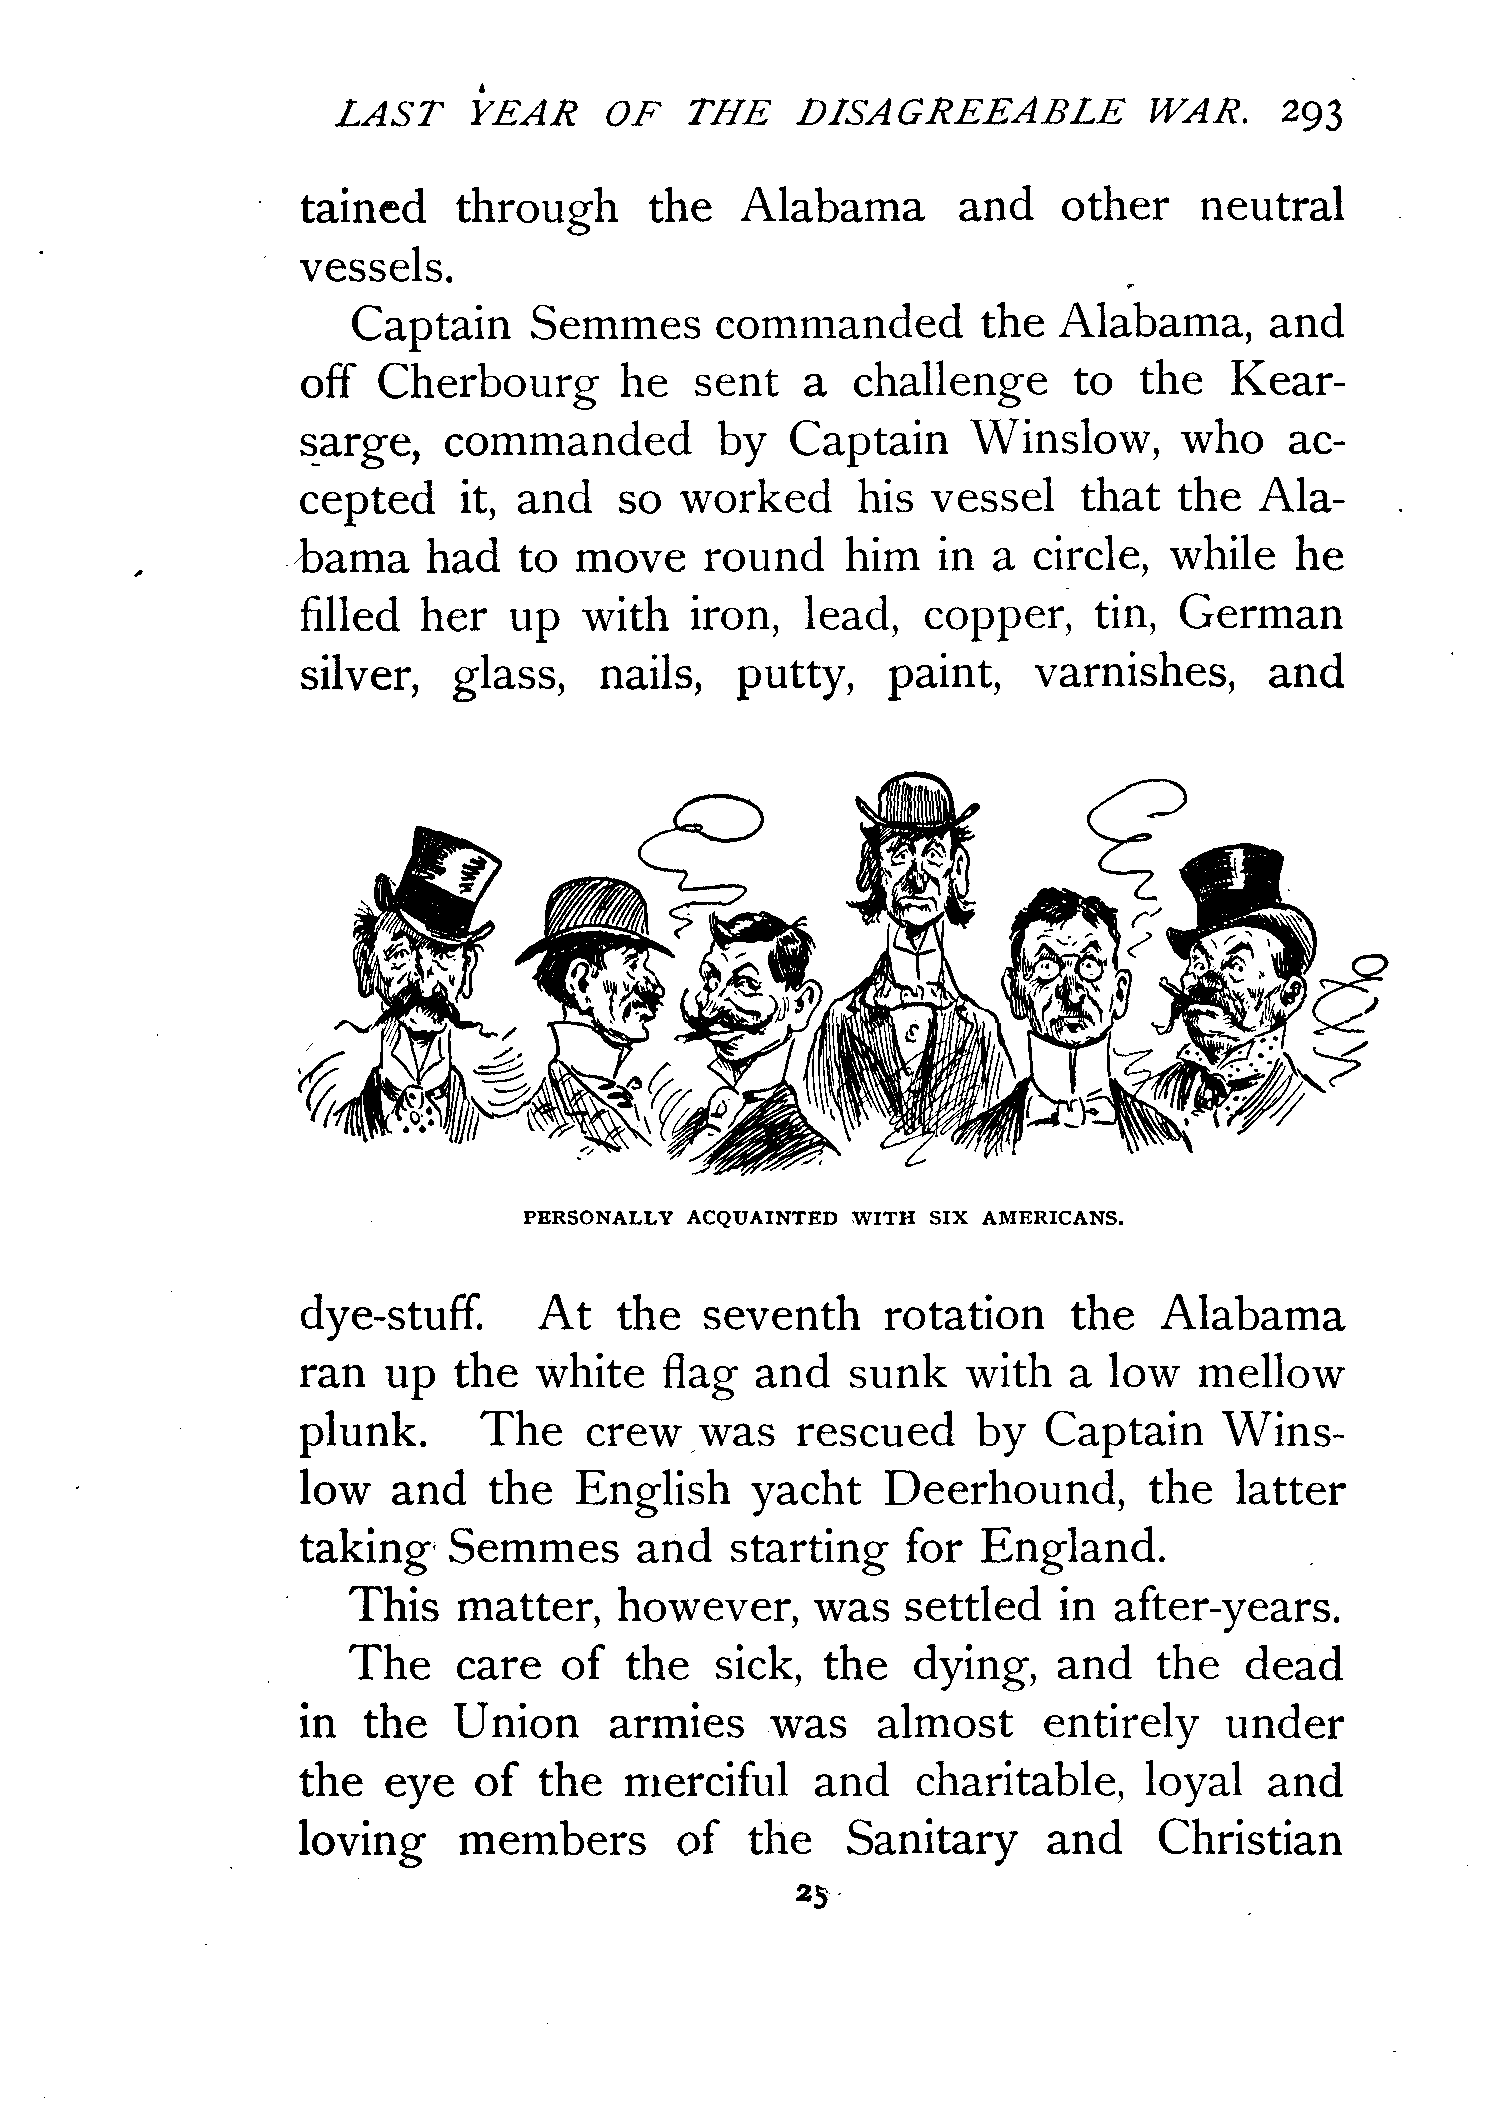 LAST YEAR OF THE DISAGREEABLE WAR. 293
tained through the Alabama and other neutral
vessels.
Captain Semmes commanded the Alabama, and
off Cherbourg he sent a challenge to the Kear-
sarge, commanded by Captain Winslow, who ac-
cepted it, and so worked his vessel that the Ala-
bama had to move round him in a circle, while he
filled her up with iron, lead, copper, tin, German
silver, glass, nails, putty, paint, varnishes, and
PERSONALLY ACQUAINTED WITH SIX AMERICANS.
dye-stuff. At the seventh rotation the Alabama
ran up the white flag and sunk with a low mellow
plunk. The crew was rescued by Captain Wins-
low and the English yacht Deerhound, the latter
taking Semmes and starting for England.
This matter, however, was settled in after-years.
The care of the sick, the dying, and the dead
in the Union armies was almost entirely under
the eye of the merciful and charitable, loyal and
loving members of the Sanitary and Christian
25